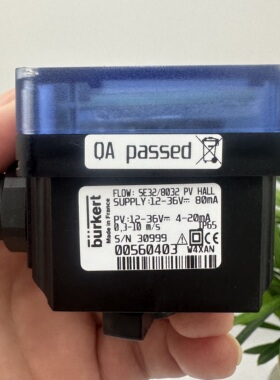 QA passed
bürkert
Made in France
FLOW: SE32/8032 PV HALL
SUPPLY:12-36V⎓ 80mA
PV:12-36V⎓ 4-20mA
0,3-10 m/s IP65
S/N 30999 CE
00560403 W4XAN